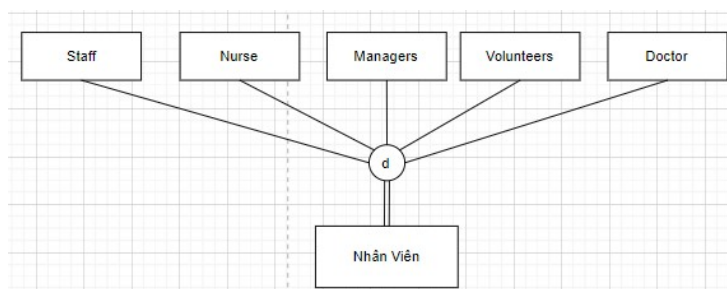 Staff
Nurse
Managers
Volunteers
Doctor
d
Nhân Viên